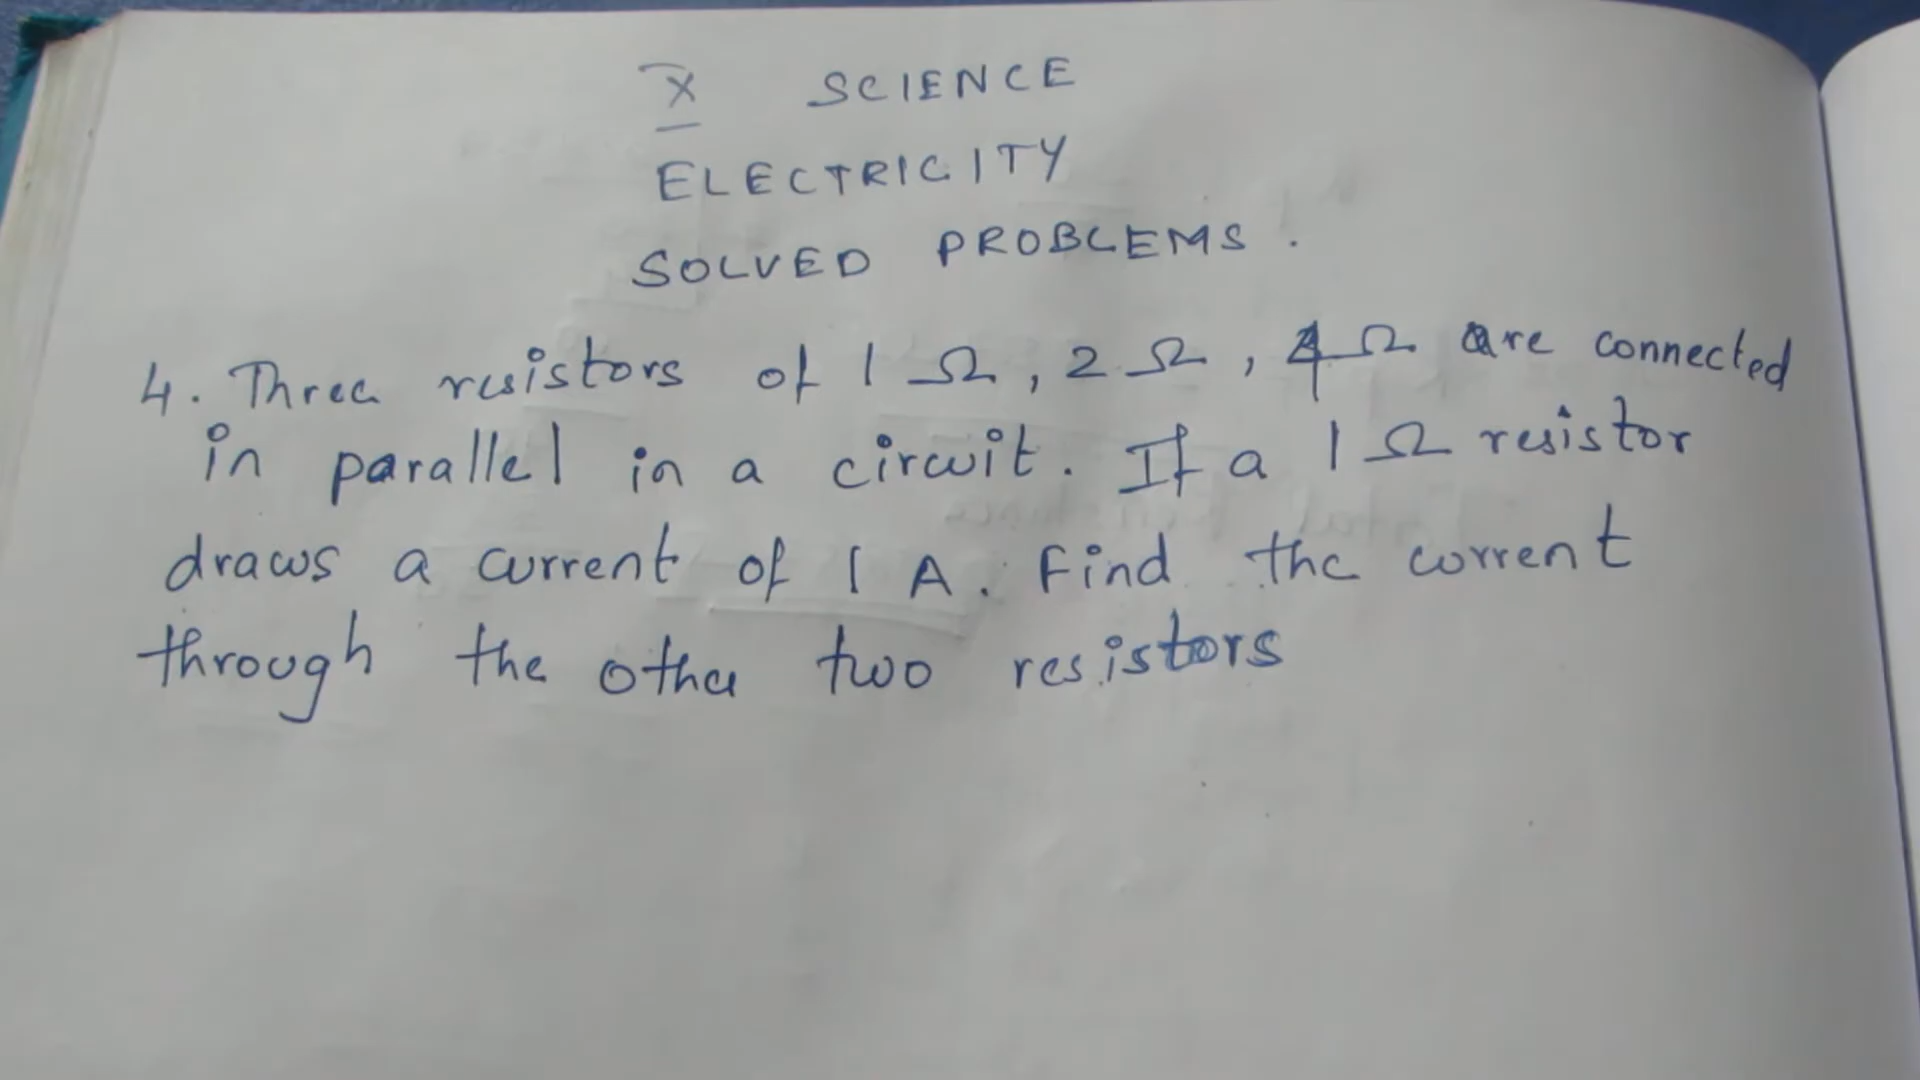 X SCIENCE
ELECTRICITY
SOLVED PROBLEMS.
4. Three resistors of 1 Ω, 2 Ω, 4 Ω are connected
in parallel in a circuit. If a 1 Ω resistor
draws a current of 1 A. Find the current
through the other two resistors